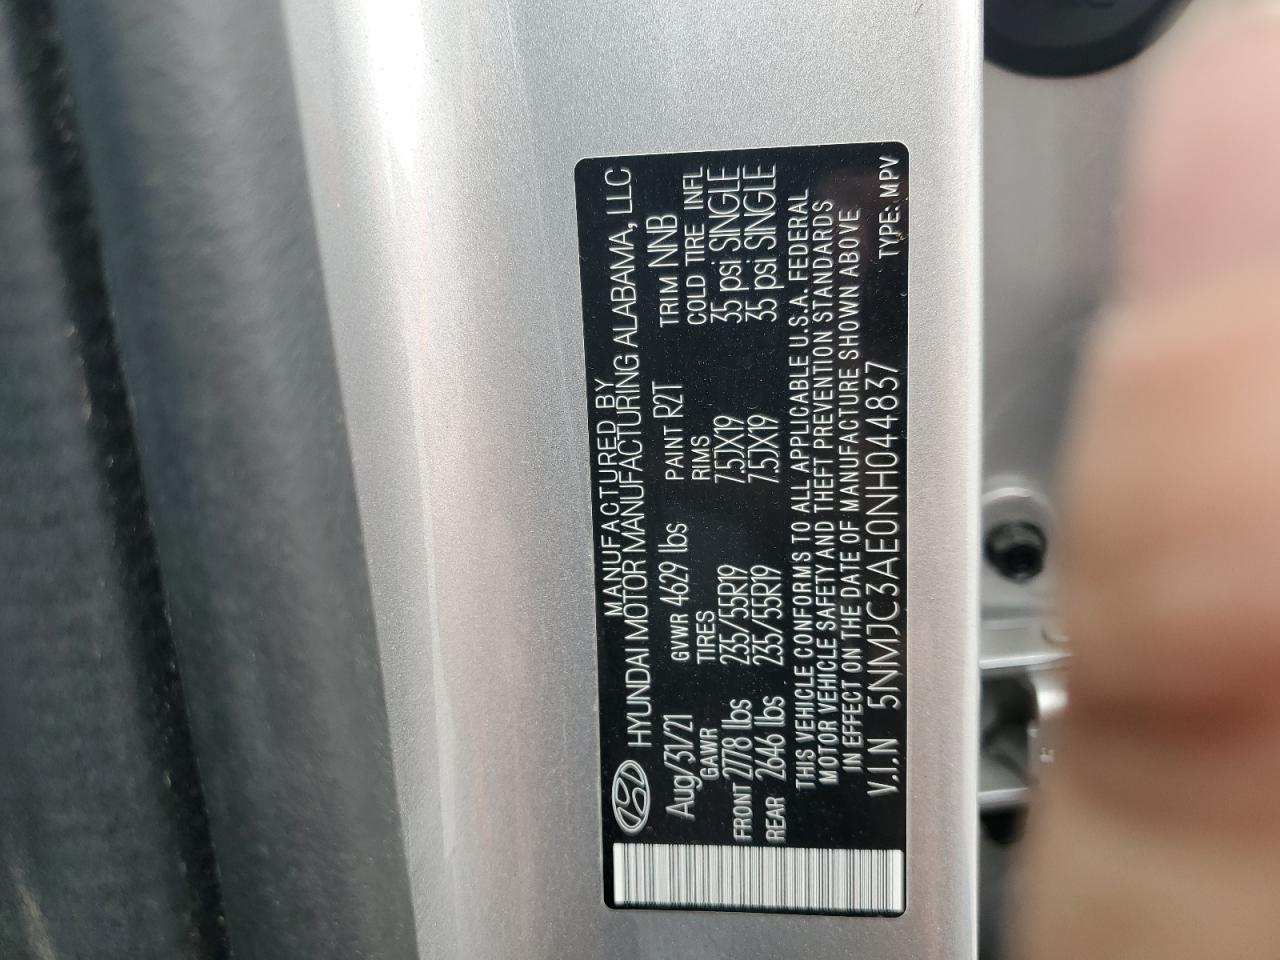 MANUFACTURED BY
HYUNDAI MOTOR MANUFACTURING ALABAMA, LLC
Aug/31/21 GVWR 4629 lbs PAINT R2T TRIM NNB
GAWR TIRES RIMS COLD TIRE INFL
FRONT 2778 lbs 235/55R19 7.5JX19 35 psi SINGLE
REAR 2646 lbs 235/55R19 7.5JX19 35 psi SINGLE
THIS VEHICLE CONFORMS TO ALL APPLICABLE U.S.A. FEDERAL
MOTOR VEHICLE SAFETY AND THEFT PREVENTION STANDARDS
IN EFFECT ON THE DATE OF MANUFACTURE SHOWN ABOVE
V.I.N 5NMJC3AE0NH044837 TYPE: MPV